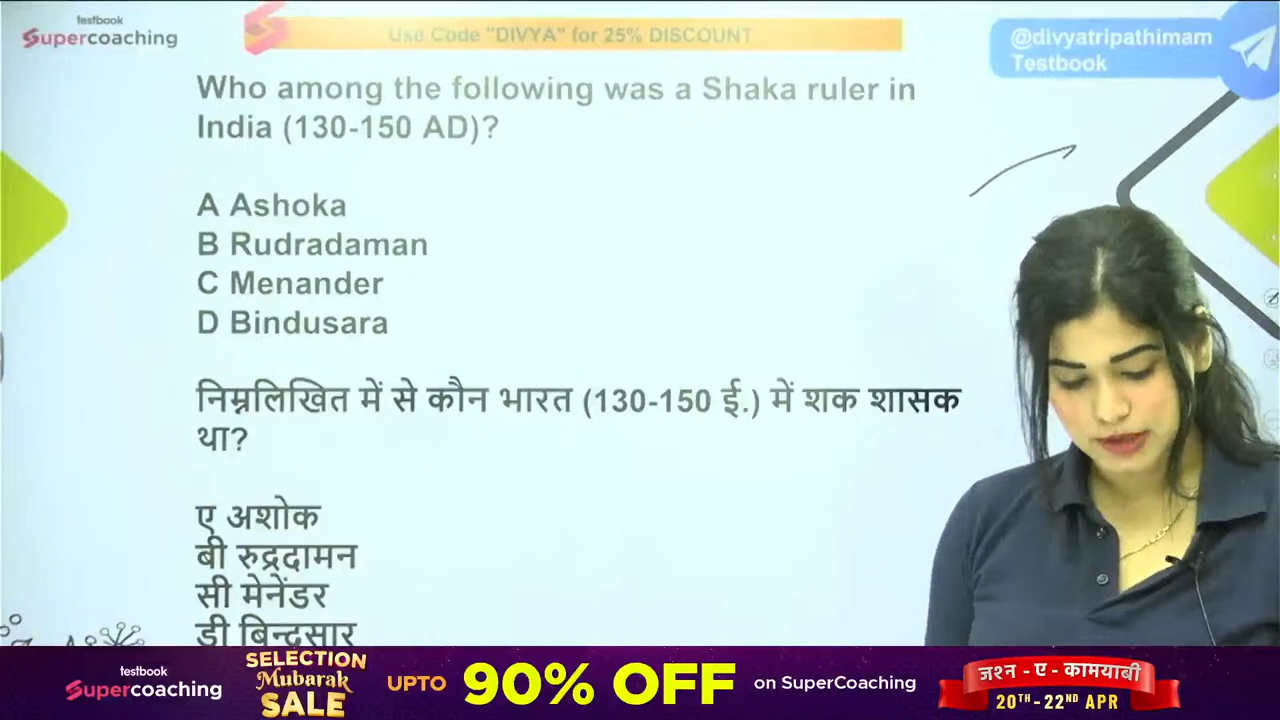 testbook
Supercoaching
Use Code "DIVYA" for 25% DISCOUNT
@divyatripathimam
Testbook
Who among the following was a Shaka ruler in
India (130-150 AD)?
A Ashoka
B Rudradaman
C Menander
D Bindusara
निम्नलिखित में से कौन भारत (130-150 ई.) में शक शासक
था?
ए अशोक
बी रुद्रदामन
सी मेनेंडर
डी बिन्दुसार
testbook
Supercoaching
SELECTION
Mubarak
SALE
UPTO 90% OFF on SuperCoaching
जश्न - ए - कामयाबी
20TH - 22ND APR